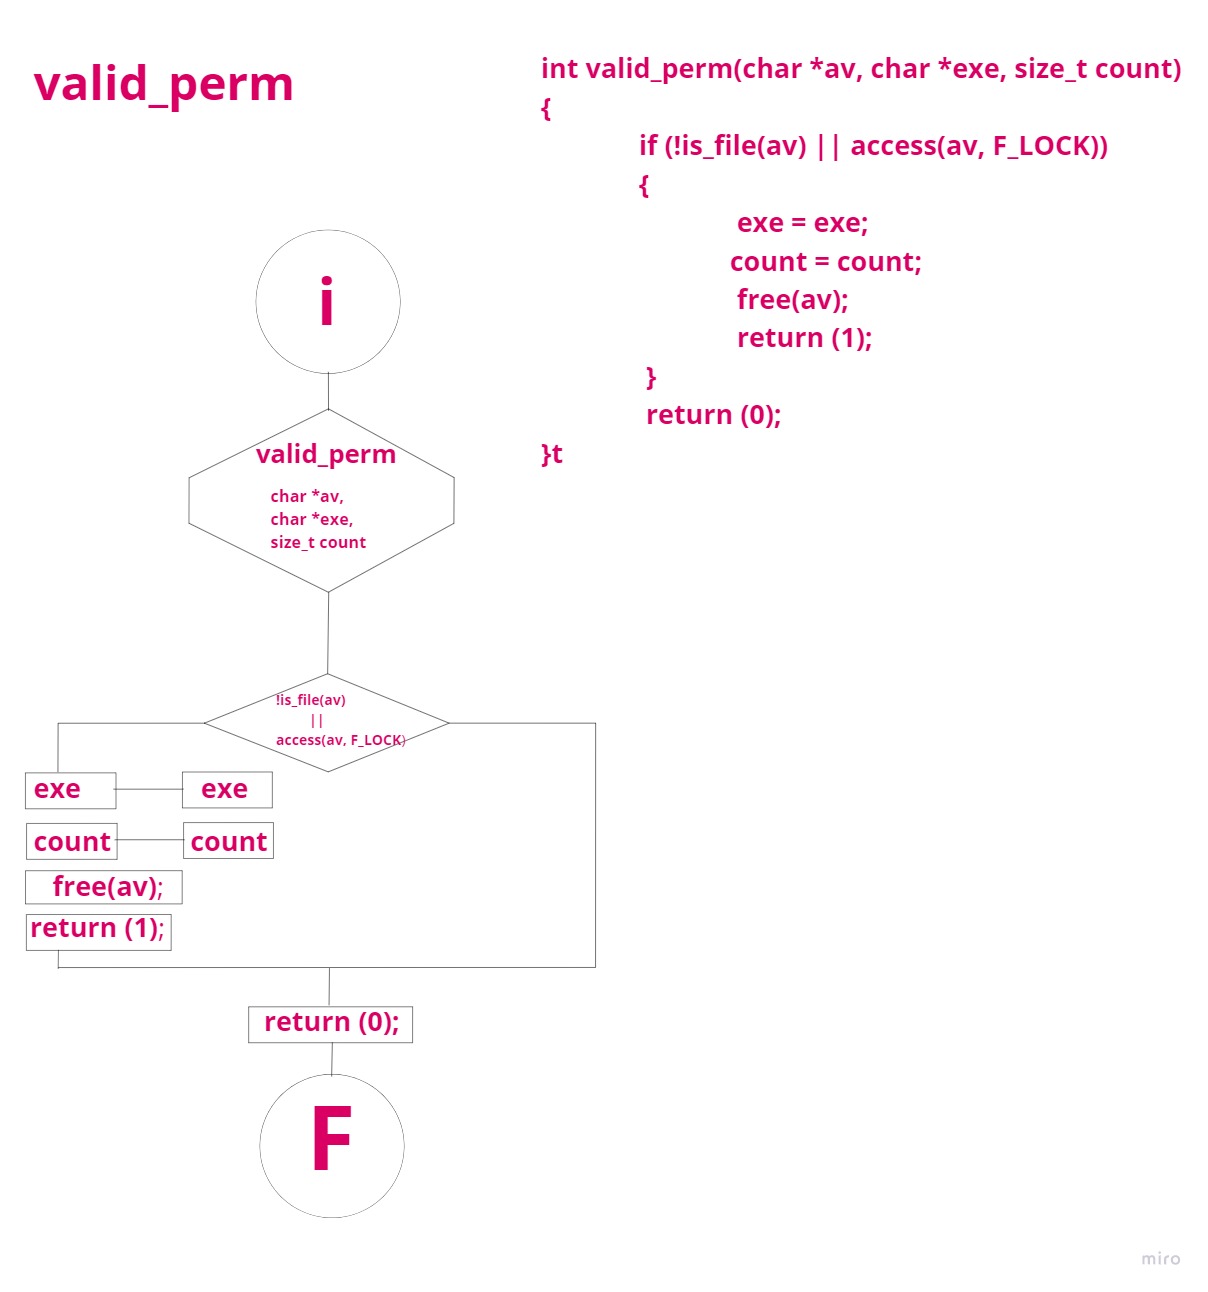 valid_perm
int valid_perm(char *av, char *exe, size_t count)
{
if (!is_file(av) || access(av, F_LOCK))
{
exe = exe;
count = count;
free(av);
return (1);
}
return (0);
}t
i
valid_perm
char *av,
char *exe,
size_t count
!is_file(av)
||
access(av, F_LOCK)
exe exe
count count
free(av);
return (1);
return (0);
F
miro